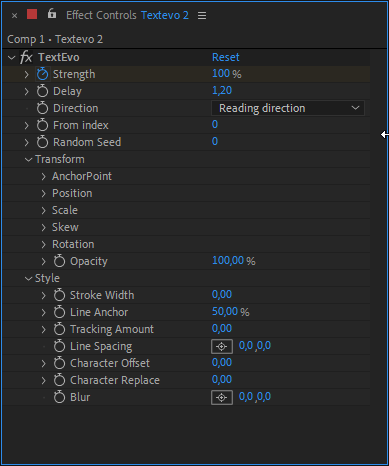 Effect Controls Textevo 2
Comp 1 • Textevo 2
fx TextEvo Reset
Strength 100 %
Delay 1,20
Direction Reading direction
From index 0
Random Seed 0
Transform
AnchorPoint
Position
Scale
Skew
Rotation
Opacity 100,00 %
Style
Stroke Width 0,00
Line Anchor 50,00 %
Tracking Amount 0,00
Line Spacing 0,0 ,0,0
Character Offset 0,00
Character Replace 0,00
Blur 0,0 ,0,0